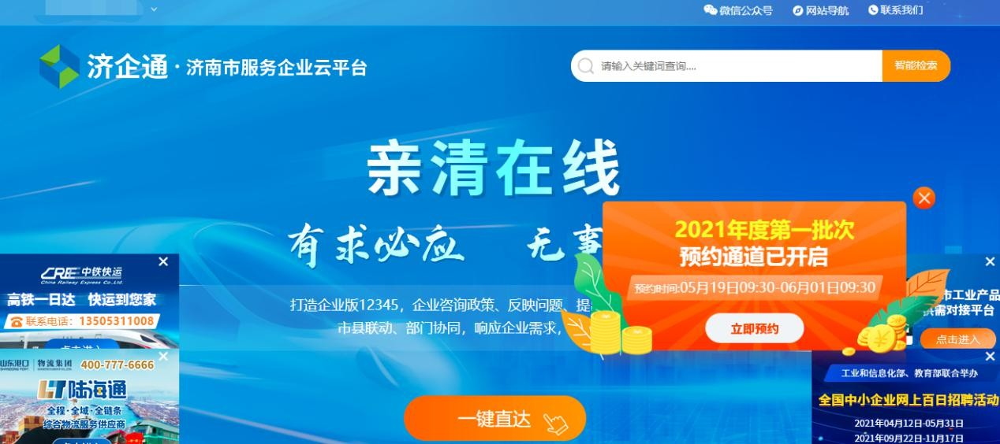 微信公众号 网站导航 联系我们
济企通·济南市服务企业云平台
请输入关键词查询....
智能检索
亲清在线
有求必应 无事
打造企业版12345，企业咨询政策、反映问题、提
市县联动、部门协同，响应企业需求，
一键直达
2021年度第一批次
预约通道已开启
预约时间:05月19日09:30-06月01日09:30
立即预约
CRE中铁快运
China Railway Express Co.,Ltd.
高铁一日达 快运到您家
联系电话：13505311008
点击进入
山东港口 物流集团 400-777-6666
陆海通
全程·全域·全链条
综合物流服务供应商
点击进入
市工业产品
供需对接平台
点击进入
工业和信息化部、教育部联合举办
全国中小企业网上百日招聘活动
2021年04月12日-05月31日
2021年09月22日-11月17日